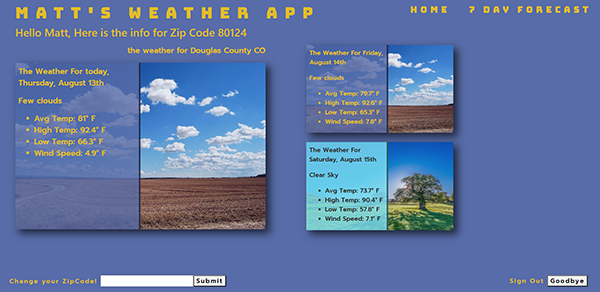 MATT'S WEATHER APP
HOME 7 DAY FORECAST
Hello Matt, Here is the info for Zip Code 80124
the weather for Douglas County CO
The Weather For today,
Thursday, August 13th
Few clouds
Avg Temp: 81° F
High Temp: 92.4° F
Low Temp: 66.3° F
Wind Speed: 4.9° F
The Weather For Friday,
August 14th
Few clouds
Avg Temp: 79.7° F
High Temp: 92.6° F
Low Temp: 65.3° F
Wind Speed: 7.8° F
The Weather For
Saturday, August 15th
Clear Sky
Avg Temp: 73.7° F
High Temp: 90.4° F
Low Temp: 57.8° F
Wind Speed: 7.1° F
Change your ZipCode! Submit
Sign Out Goodbye